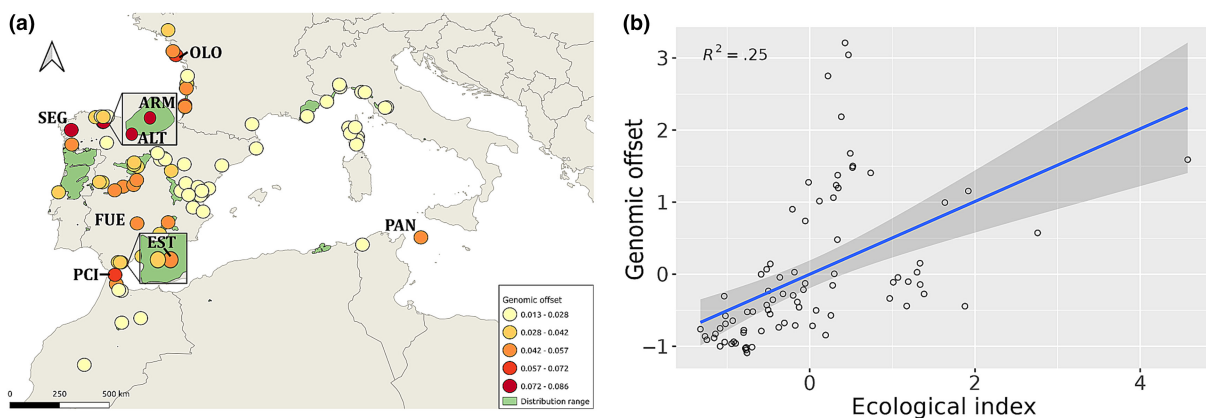 (a)
OLO
ARM
SEG
ALT
FUE
PAN
EST
PCI
Genomic offset
0.013 - 0.028
0.028 - 0.042
0.042 - 0.057
0.057 - 0.072
0.072 - 0.086
Distribution range
0 250 500 km
(b)
R² = .25
Genomic offset
3
2
1
0
−1
0 2 4
Ecological index